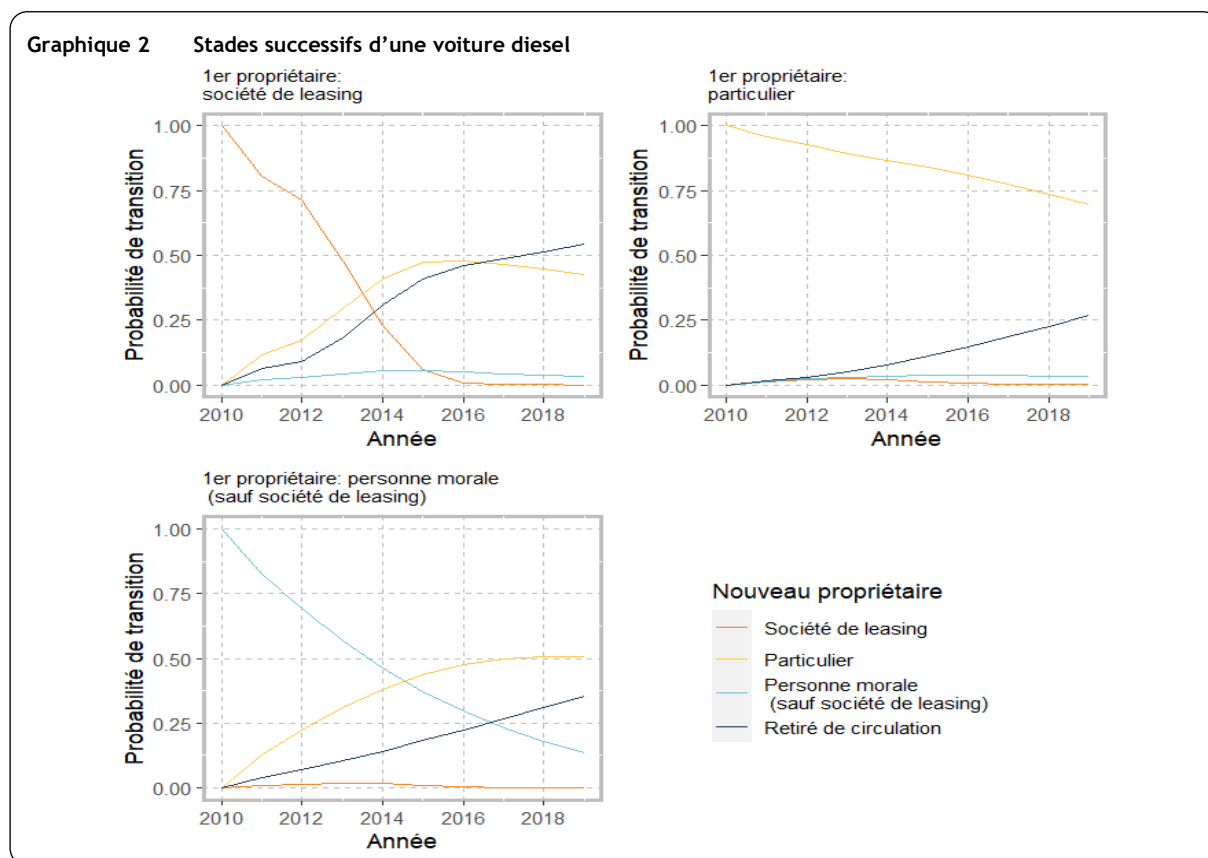 Graphique 2 Stades successifs d’une voiture diesel
1er propriétaire:
société de leasing
Probabilité de transition
1.00
0.75
0.50
0.25
0.00
2010 2012 2014 2016 2018
Année
1er propriétaire:
particulier
Probabilité de transition
1.00
0.75
0.50
0.25
0.00
2010 2012 2014 2016 2018
Année
1er propriétaire: personne morale
(sauf société de leasing)
Probabilité de transition
1.00
0.75
0.50
0.25
0.00
2010 2012 2014 2016 2018
Année
Nouveau propriétaire
Société de leasing
Particulier
Personne morale
(sauf société de leasing)
Retiré de circulation